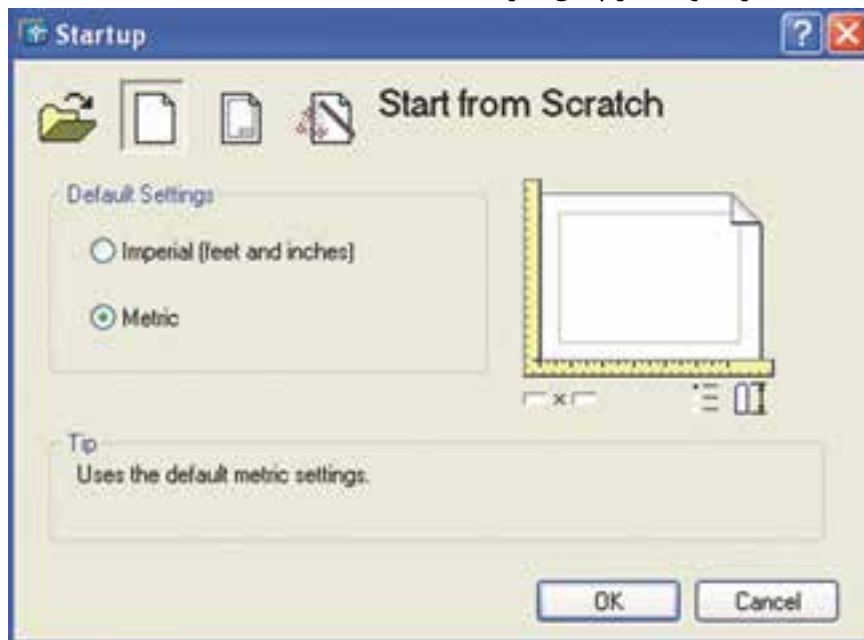 Startup
Start from Scratch
Default Settings
Imperial (feet and inches)
Metric
Tip
Uses the default metric settings.
OK
Cancel